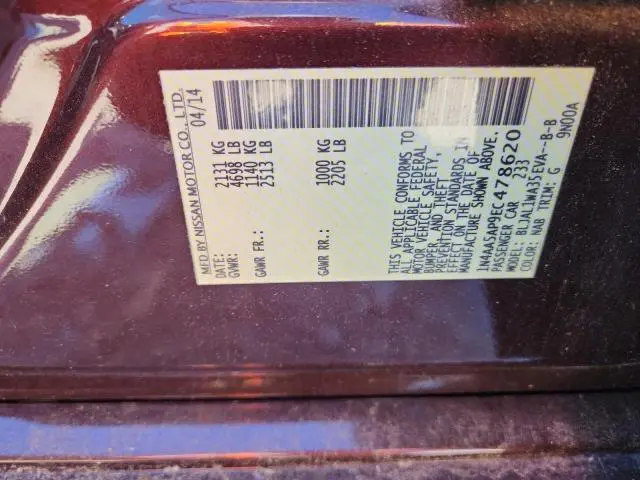 MFD BY NISSAN MOTOR CO., LTD.
DATE: 04/14
GVWR: 2131 KG
4698 LB
GAWR FR.: 1140 KG
2513 LB
GAWR RR.: 1000 KG
2205 LB
THIS VEHICLE CONFORMS TO
ALL APPLICABLE FEDERAL
MOTOR VEHICLE SAFETY,
BUMPER AND THEFT
PREVENTION STANDARDS IN
EFFECT ON THE DATE OF
MANUFACTURE SHOWN ABOVE.
1N4AA5AP9EC478620
PASSENGER CAR 233
MODEL: EVA--B-B
COLOR: NAB TRIM: G 9N00A